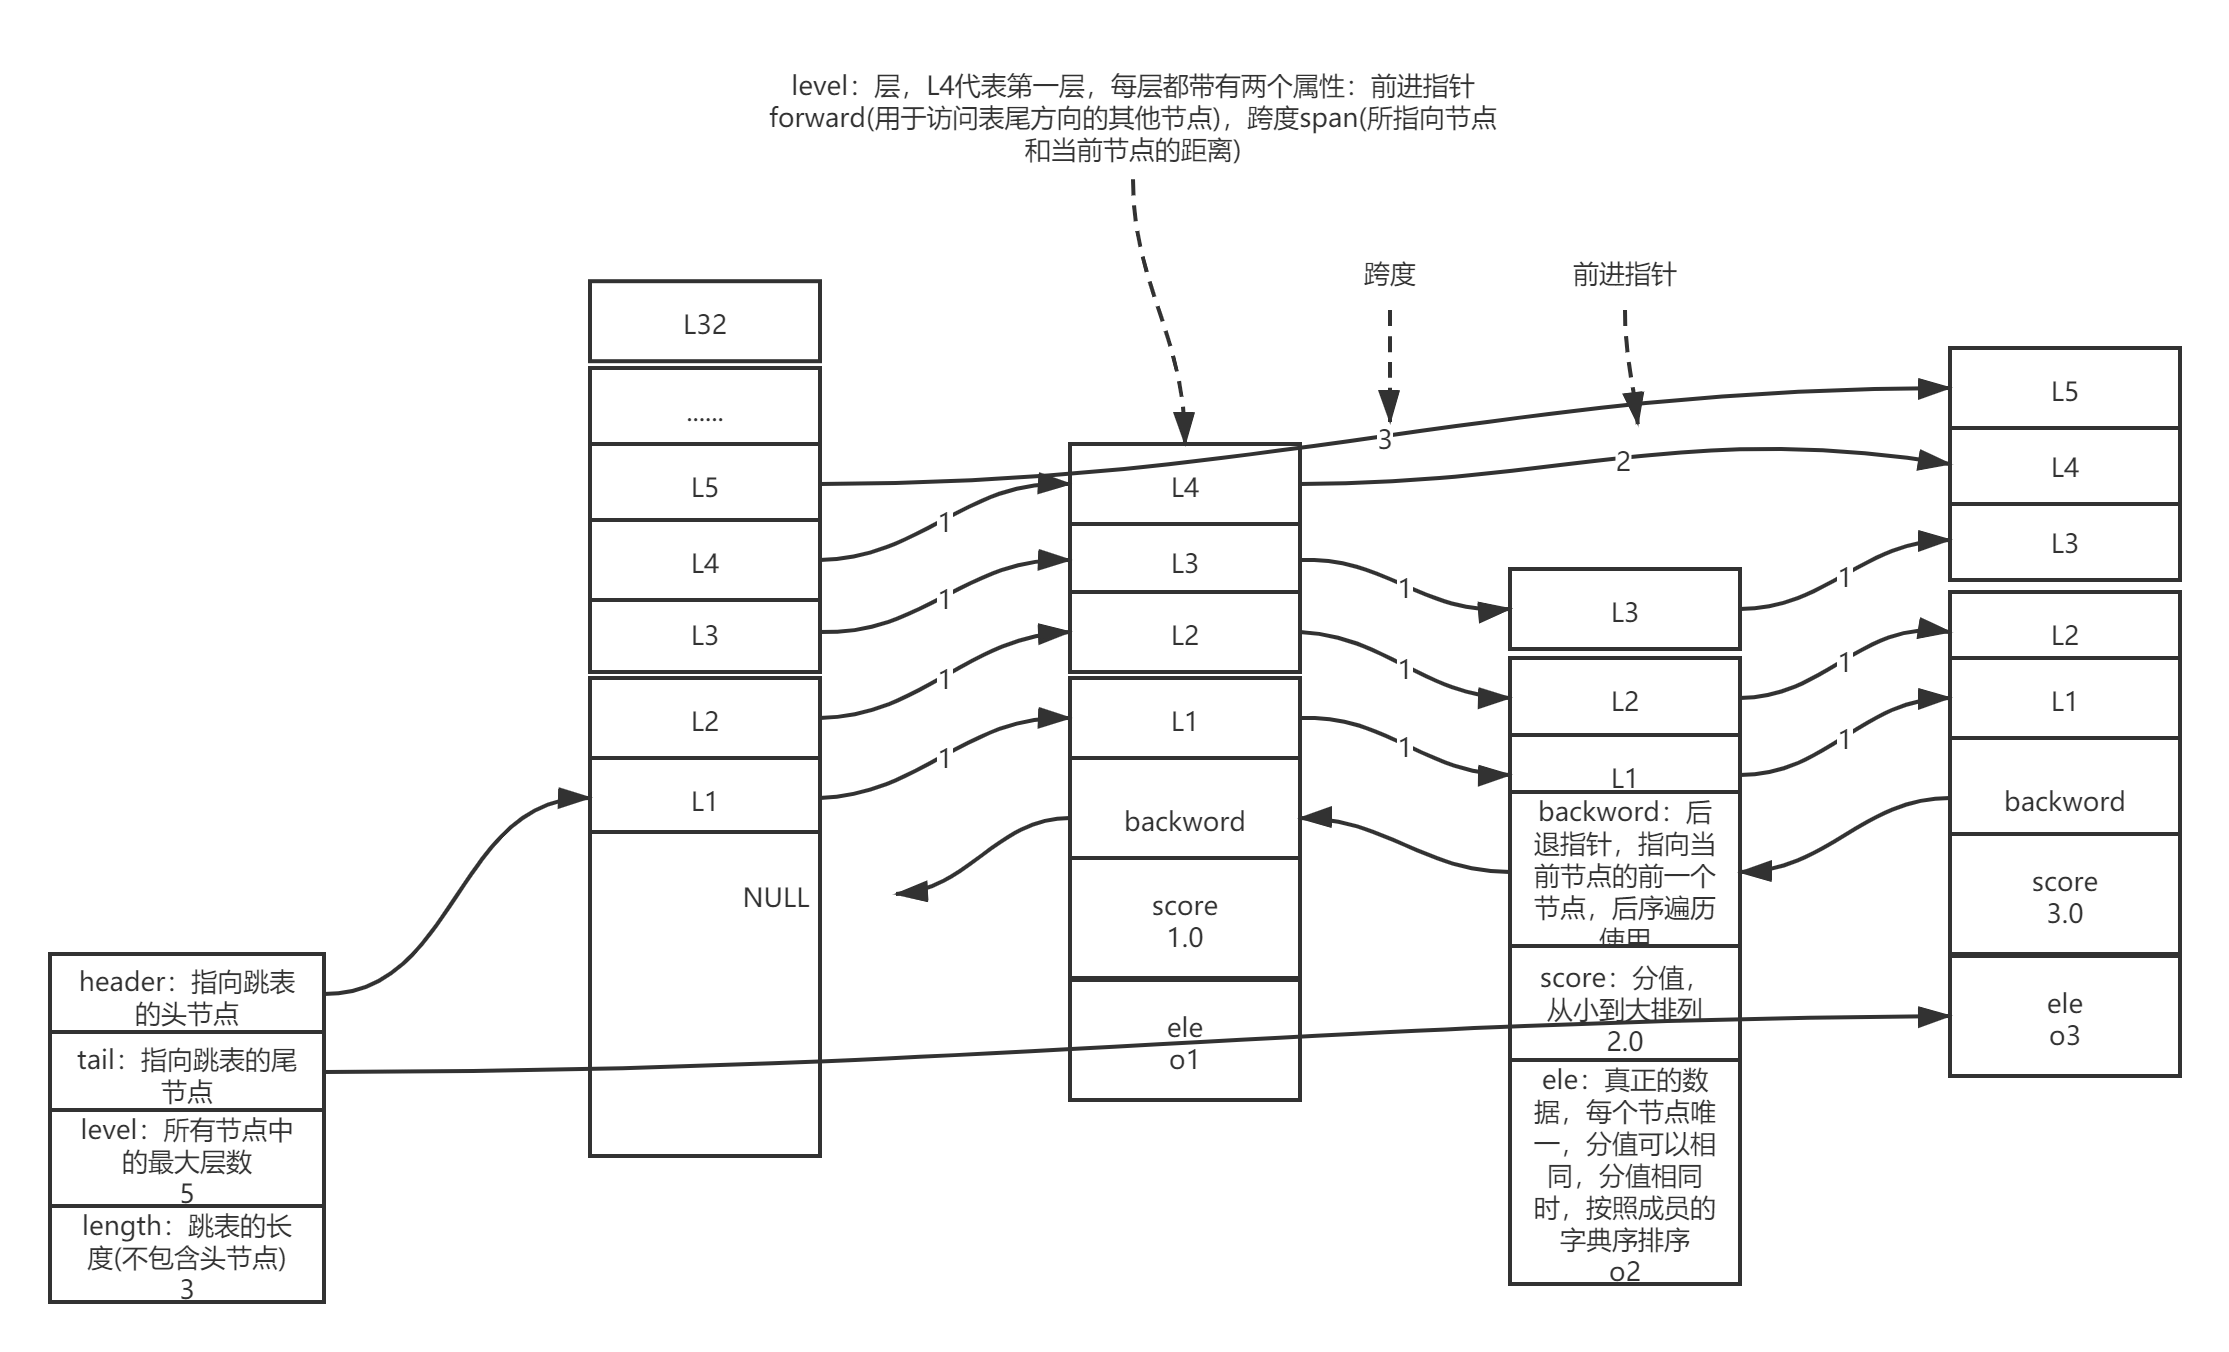 level：层，L4代表第一层，每层都带有两个属性：前进指针
forward(用于访问表尾方向的其他节点)，跨度span(所指向节点
和当前节点的距离)
跨度
前进指针
L32
......
L5
L4
L3
L2
L1
NULL
header：指向跳表
的头节点
tail：指向跳表的尾
节点
level：所有节点中
的最大层数
5
length：跳表的长
度(不包含头节点)
3
1
1
1
1
3
L4
L3
L2
L1
backword
score
1.0
ele
o1
2
1
1
1
L3
L2
L1
backword：后
退指针，指向当
前节点的前一个
节点，后序遍历
使用
score：分值，
从小到大排列
2.0
ele：真正的数
据，每个节点唯
一，分值可以相
同，分值相同
时，按照成员的
字典序排序
o2
1
1
1
L5
L4
L3
L2
L1
backword
score
3.0
ele
o3